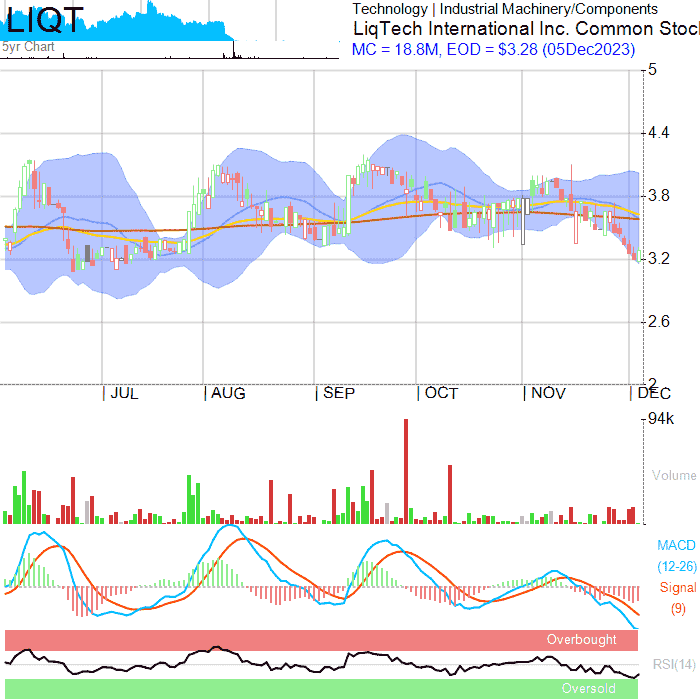 LIQT
5yr Chart
Technology | Industrial Machinery/Components
LiqTech International Inc. Common Stoc
MC = 18.8M, EOD = $3.28 (05Dec2023)
5
4.4
3.8
3.2
2.6
2
JUL
AUG
SEP
OCT
NOV
DEC
94k
Volume
MACD
(12-26)
Signal
(9)
Overbought
RSI(14)
Oversold